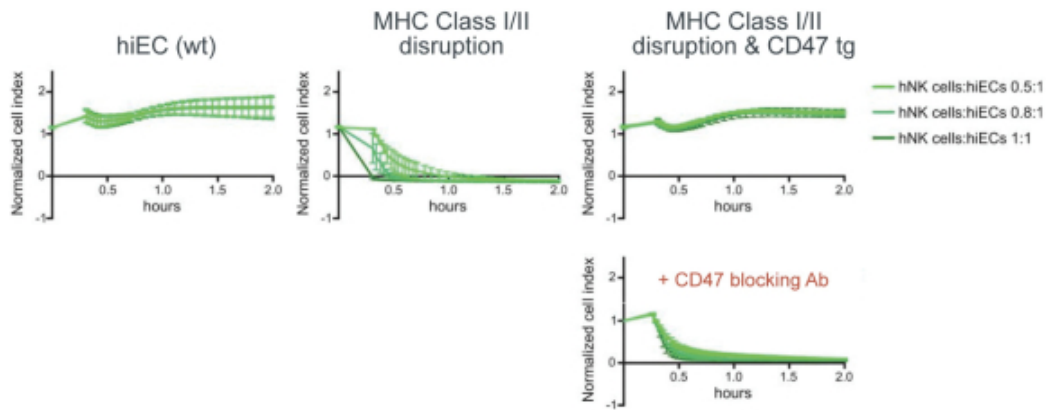 hiEC (wt)
MHC Class I/II
disruption
MHC Class I/II
disruption & CD47 tg
Normalized cell index
2
1
0
-1
0.5
1.0
1.5
2.0
hours
Normalized cell index
2
1
0
-1
0.5
1.0
1.5
2.0
hours
Normalized cell index
2
1
0
-1
0.5
1.0
1.5
2.0
hours
hNK cells:hiECs 0.5:1
hNK cells:hiECs 0.8:1
hNK cells:hiECs 1:1
+ CD47 blocking Ab
Normalized cell index
2
1
0
-1
0.5
1.0
1.5
2.0
hours